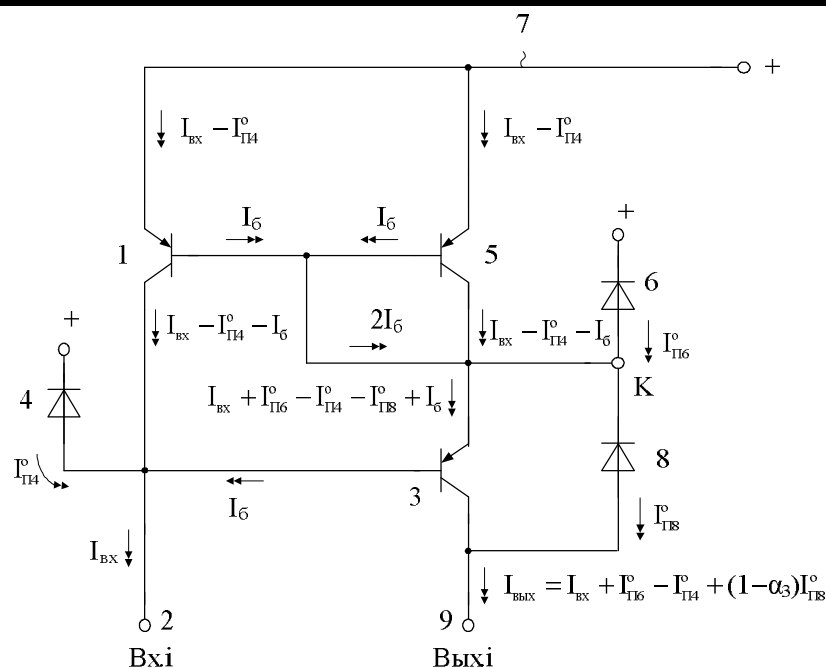 7
+
I_вх − I°_П4
I_вх − I°_П4
I_б
I_б
+
1
5
6
+
I_вх − I°_П4 − I_б
2I_б
I_вх − I°_П4 − I_б
I°_П6
4
I_вх + I°_П6 − I°_П4 − I°_П8 + I_б
K
I°_П4
3
8
I_б
I°_П8
I_вх
I_вых = I_вх + I°_П6 − I°_П4 + (1−α₃)I°_П8
2
9
Вх.i
Вых.i